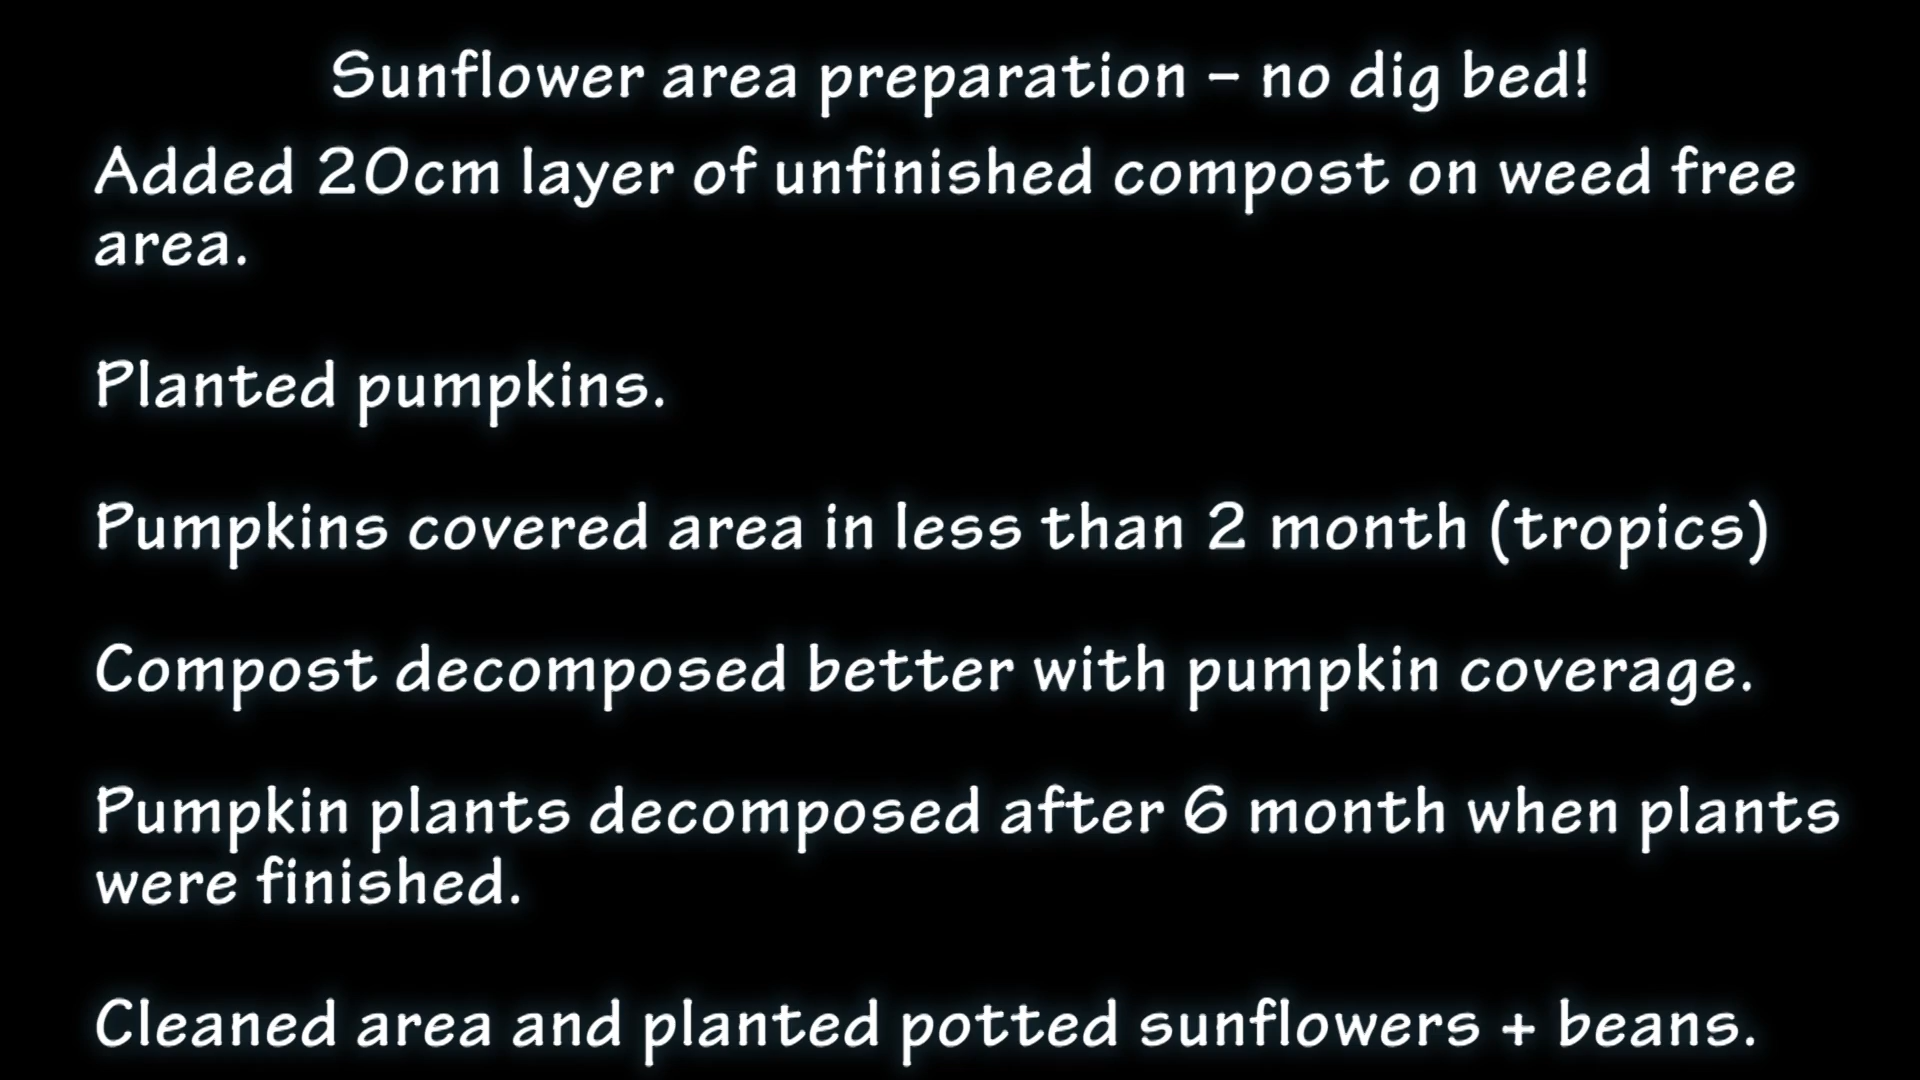 Sunflower area preparation – no dig bed!
Added 20cm layer of unfinished compost on weed free
area.
Planted pumpkins.
Pumpkins covered area in less than 2 month (tropics)
Compost decomposed better with pumpkin coverage.
Pumpkin plants decomposed after 6 month when plants
were finished.
Cleaned area and planted potted sunflowers + beans.